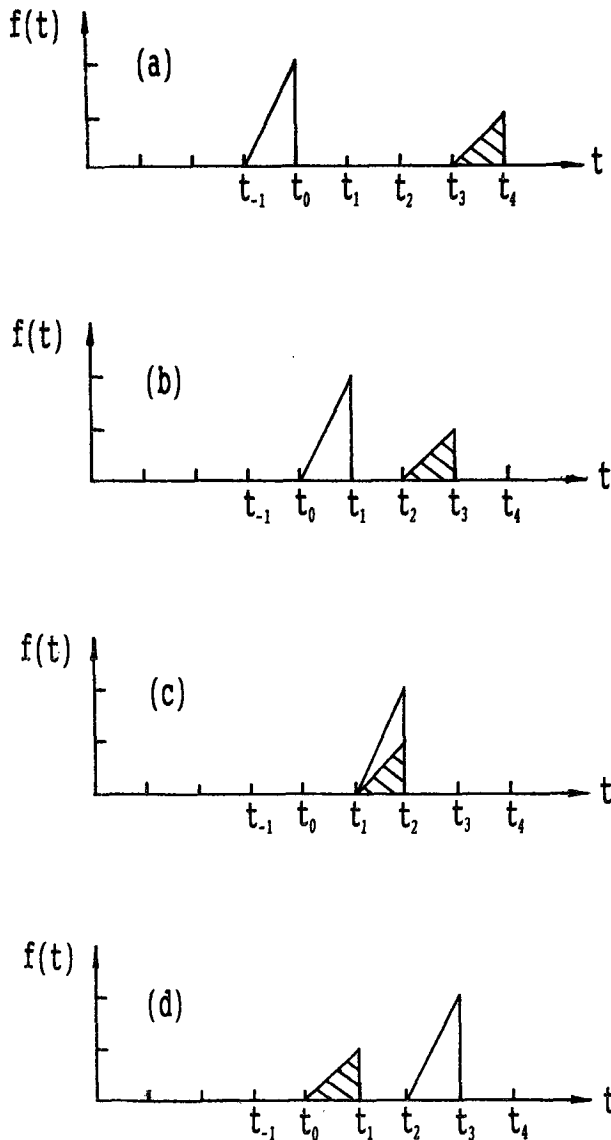 f(t)
(a)
t
t₋₁ t₀ t₁ t₂ t₃ t₄
f(t)
(b)
t
t₋₁ t₀ t₁ t₂ t₃ t₄
f(t)
(c)
t
t₋₁ t₀ t₁ t₂ t₃ t₄
f(t)
(d)
t
t₋₁ t₀ t₁ t₂ t₃ t₄